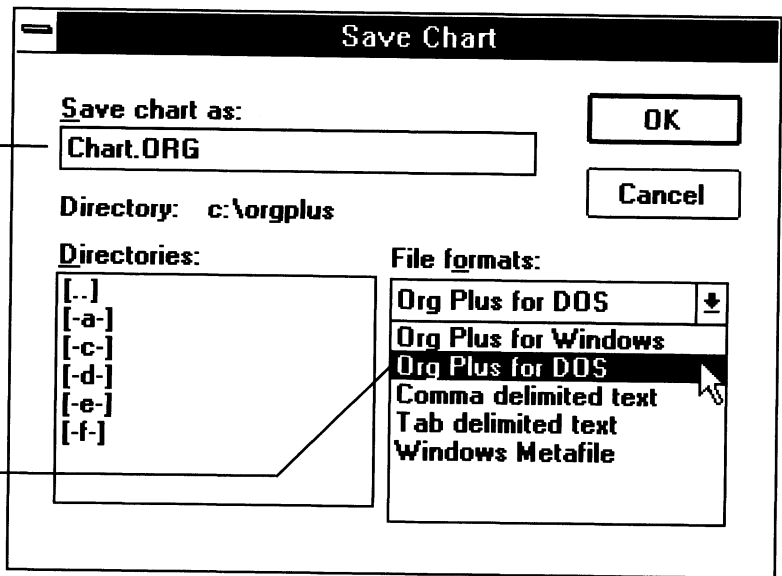 Save Chart
Save chart as:
OK
Chart.ORG
Cancel
Directory: c:\orgplus
Directories:
File formats:
[..]
[-a-]
[-c-]
[-d-]
[-e-]
[-f-]
Org Plus for DOS
Org Plus for Windows
Org Plus for DOS
Comma delimited text
Tab delimited text
Windows Metafile